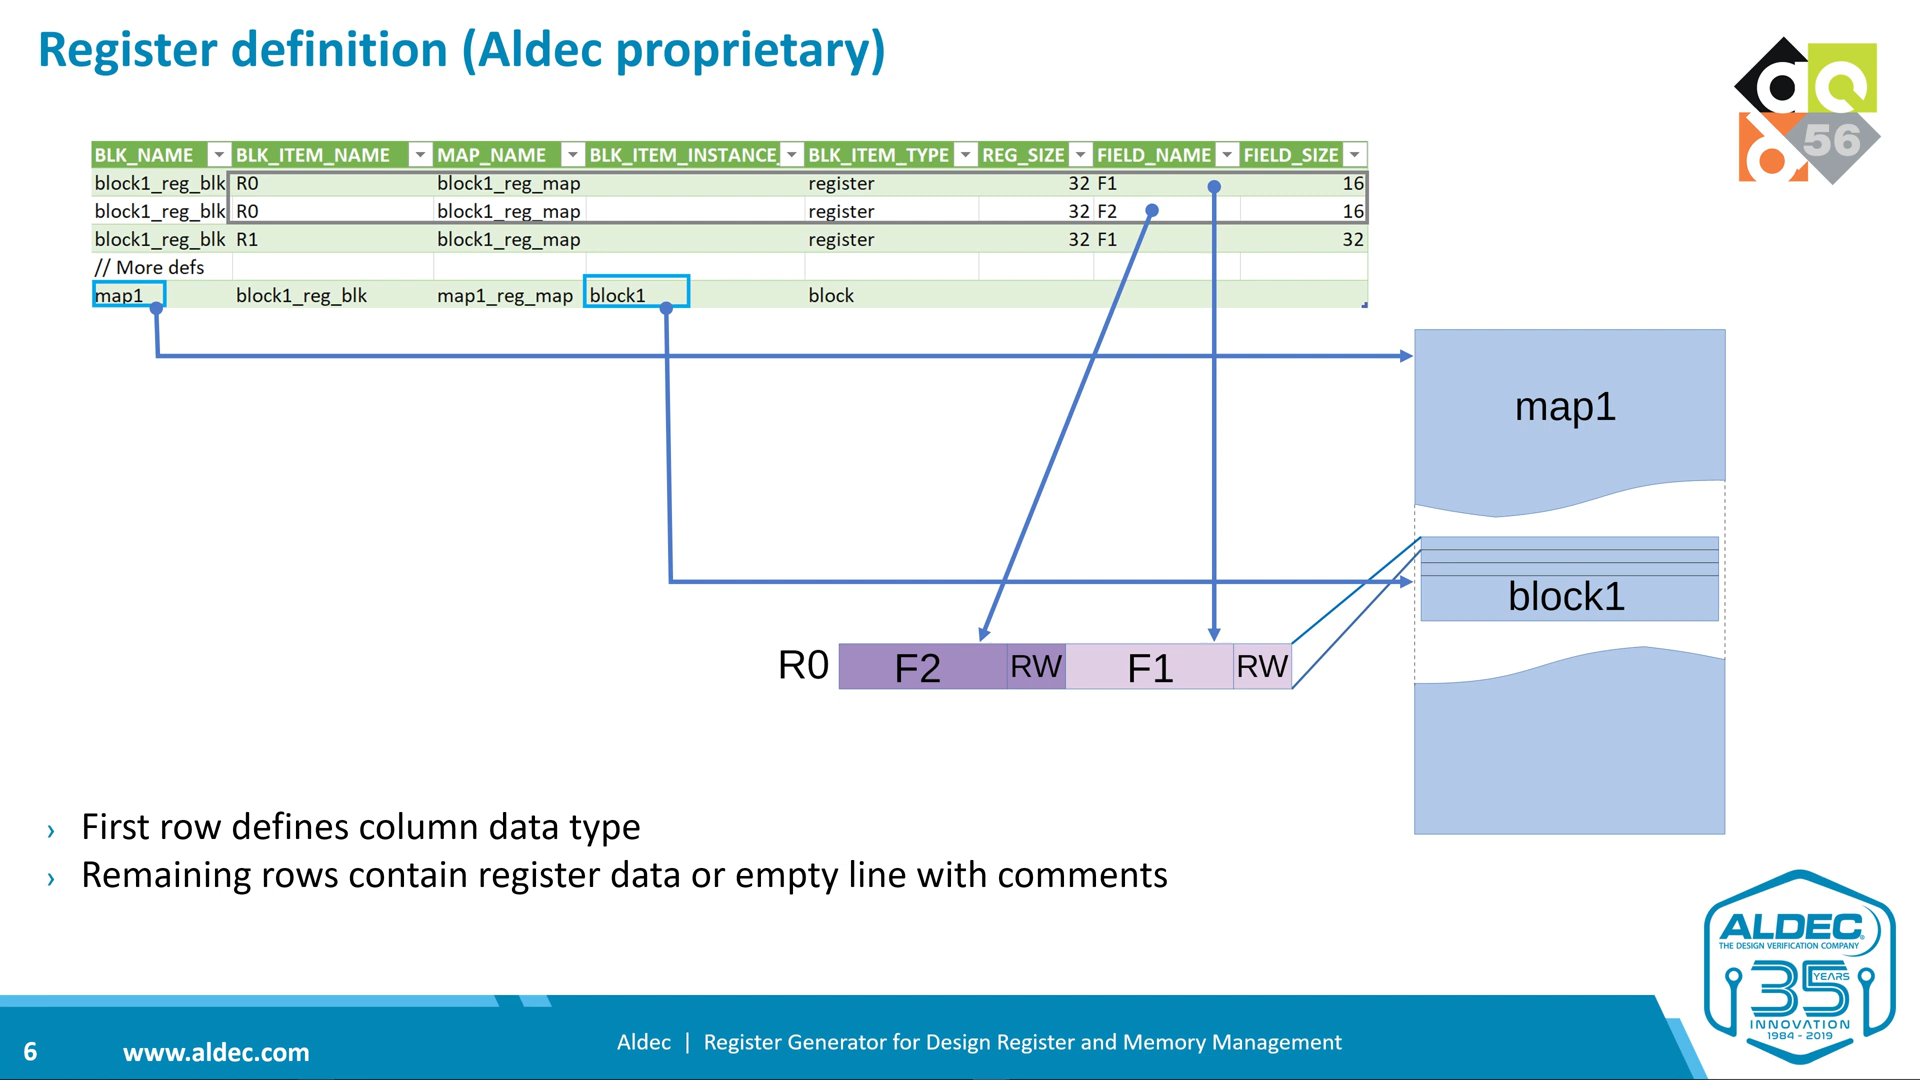 Register definition (Aldec proprietary)
56
BLK_NAME BLK_ITEM_NAME MAP_NAME BLK_ITEM_INSTANCE_ BLK_ITEM_TYPE REG_SIZE FIELD_NAME FIELD_SIZE
block1_reg_blk R0 block1_reg_map register 32 F1 16
block1_reg_blk R0 block1_reg_map register 32 F2 16
block1_reg_blk R1 block1_reg_map register 32 F1 32
// More defs
map1 block1_reg_blk map1_reg_map block1 block
map1
block1
R0 F2 RW F1 RW
› First row defines column data type
› Remaining rows contain register data or empty line with comments
ALDEC
THE DESIGN VERIFICATION COMPANY
35 YEARS
INNOVATION
1984 - 2019
6 www.aldec.com Aldec | Register Generator for Design Register and Memory Management